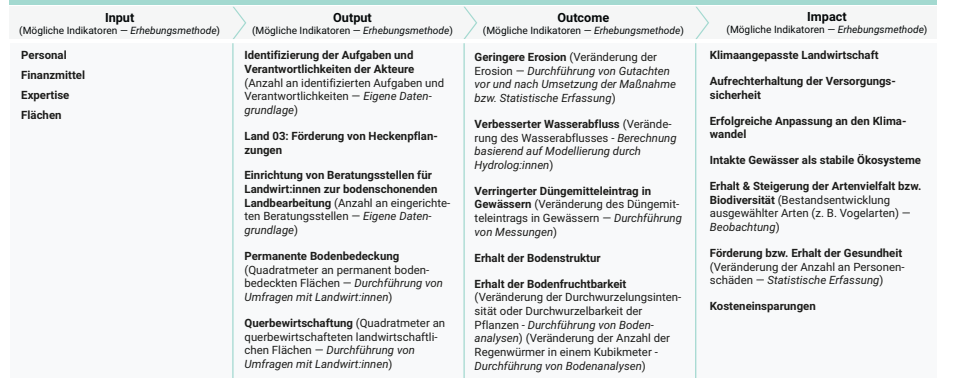 Input
(Mögliche Indikatoren — Erhebungsmethode)
Personal
Finanzmittel
Expertise
Flächen
Output
(Mögliche Indikatoren — Erhebungsmethode)
Identifizierung der Aufgaben und
Verantwortlichkeiten der Akteure
(Anzahl an identifizierten Aufgaben und
Verantwortlichkeiten — Eigene Daten-
grundlage)
Land 03: Förderung von Heckenpflan-
zungen
Einrichtung von Beratungsstellen für
Landwirt:innen zur bodenschonenden
Landbearbeitung (Anzahl an eingerichte-
ten Beratungsstellen — Eigene Daten-
grundlage)
Permanente Bodenbedeckung
(Quadratmeter an permanent boden-
bedeckten Flächen — Durchführung von
Umfragen mit Landwirt:innen)
Querbewirtschaftung (Quadratmeter an
querbewirtschafteten landwirtschaftli-
chen Flächen — Durchführung von
Umfragen mit Landwirt:innen)
Outcome
(Mögliche Indikatoren — Erhebungsmethode)
Geringere Erosion (Veränderung der
Erosion — Durchführung von Gutachten
vor und nach Umsetzung der Maßnahme
bzw. Statistische Erfassung)
Verbesserter Wasserabfluss (Verände-
rung des Wasserabflusses - Berechnung
basierend auf Modellierung durch
Hydrolog:innen)
Verringerter Düngemitteleintrag in
Gewässern (Veränderung des Düngemit-
teleintrags in Gewässern — Durchführung
von Messungen)
Erhalt der Bodenstruktur
Erhalt der Bodenfruchtbarkeit
(Veränderung der Durchwurzelungsinten-
sität oder Durchwurzelbarkeit der
Pflanzen - Durchführung von Boden-
analysen) (Veränderung der Anzahl der
Regenwürmer in einem Kubikmeter -
Durchführung von Bodenanalysen)
Impact
(Mögliche Indikatoren — Erhebungsmethode)
Klimaangepasste Landwirtschaft
Aufrechterhaltung der Versorgungs-
sicherheit
Erfolgreiche Anpassung an den Klima-
wandel
Intakte Gewässer als stabile Ökosysteme
Erhalt & Steigerung der Artenvielfalt bzw.
Biodiversität (Bestandsentwicklung
ausgewählter Arten (z. B. Vogelarten) —
Beobachtung)
Förderung bzw. Erhalt der Gesundheit
(Veränderung der Anzahl an Personen-
schäden — Statistische Erfassung)
Kosteneinsparungen